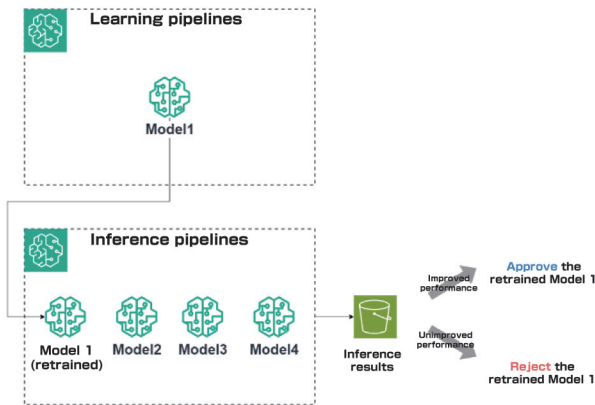 Learning pipelines
Model1
Inference pipelines
Model 1
(retrained)
Model2
Model3
Model4
Inference
results
Improved
performance
Unimproved
performance
Approve the
retrained Model 1
Reject the
retrained Model 1